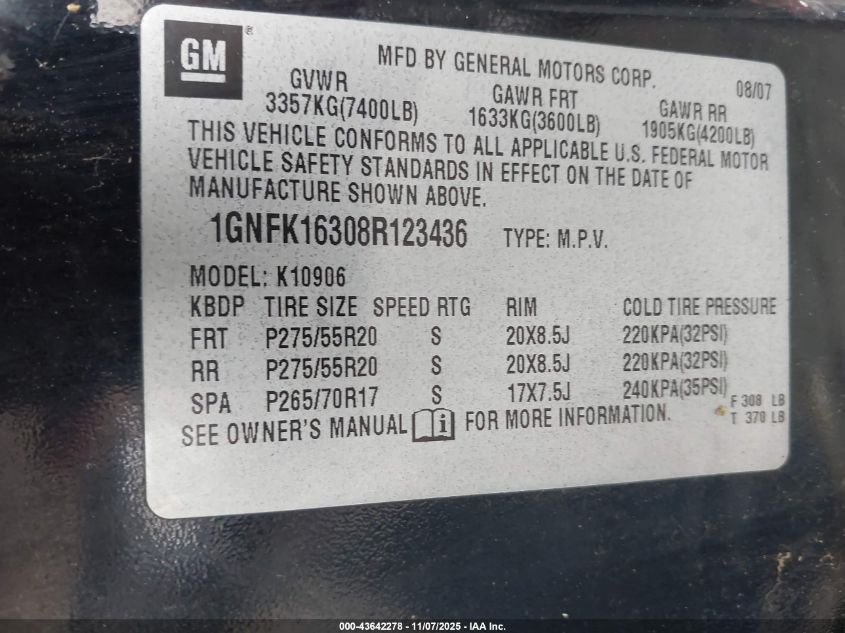 GM ®
MFD BY GENERAL MOTORS CORP. 08/07
GVWR GAWR FRT GAWR RR
3357KG(7400LB) 1633KG(3600LB) 1905KG(4200LB)
THIS VEHICLE CONFORMS TO ALL APPLICABLE U.S. FEDERAL MOTOR
VEHICLE SAFETY STANDARDS IN EFFECT ON THE DATE OF
MANUFACTURE SHOWN ABOVE.
1GNFK16308R123436 TYPE: M.P.V.
MODEL: K10906
KBDP TIRE SIZE SPEED RTG RIM COLD TIRE PRESSURE
FRT P275/55R20 S 20X8.5J 220KPA(32PSI)
RR P275/55R20 S 20X8.5J 220KPA(32PSI)
SPA P265/70R17 S 17X7.5J 240KPA(35PSI)
F 308 LB
T 370 LB
SEE OWNER'S MANUAL i FOR MORE INFORMATION.
000-43642278 - 11/07/2025 - IAA Inc.